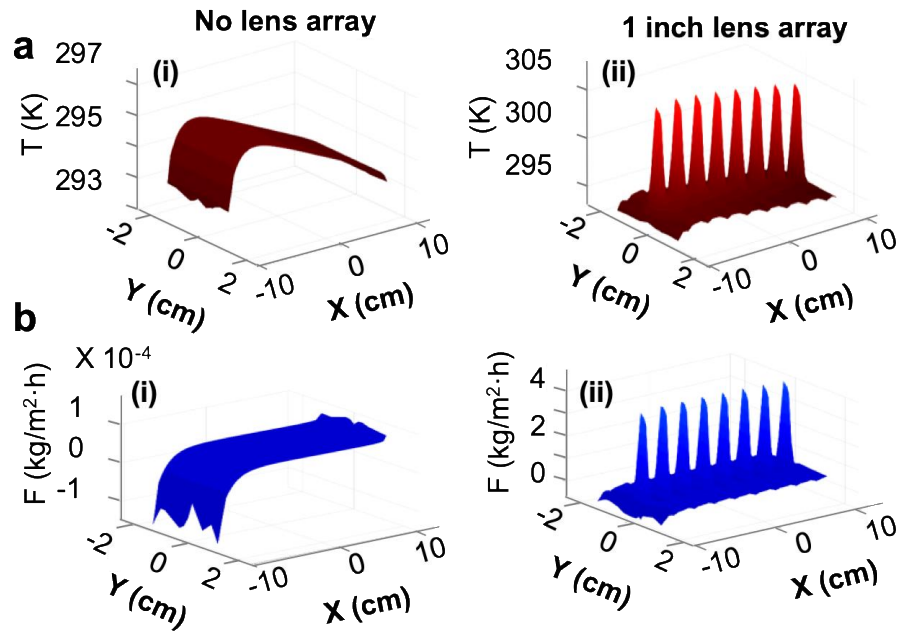 No lens array
1 inch lens array
a
(i)
297
295
293
T (K)
-2
0
2
Y (cm)
-10
0
10
X (cm)
(ii)
305
300
295
T (K)
-2
0
2
Y (cm)
-10
0
10
X (cm)
b
X 10⁻⁴
(i)
1
0
-1
F (kg/m²·h)
-2
0
2
Y (cm)
-10
0
10
X (cm)
(ii)
4
2
0
F (kg/m²·h)
-2
0
2
Y (cm)
-10
0
10
X (cm)